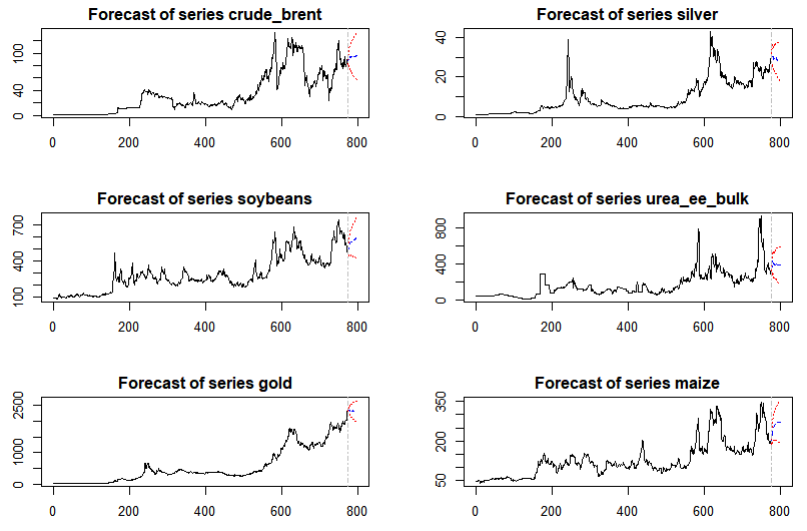 Forecast of series crude_brent
100
40
0
0 200 400 600 800
Forecast of series silver
40
20
0
0 200 400 600 800
Forecast of series soybeans
700
400
100
0 200 400 600 800
Forecast of series urea_ee_bulk
800
400
0
0 200 400 600 800
Forecast of series gold
2500
1000
0
0 200 400 600 800
Forecast of series maize
350
200
50
0 200 400 600 800